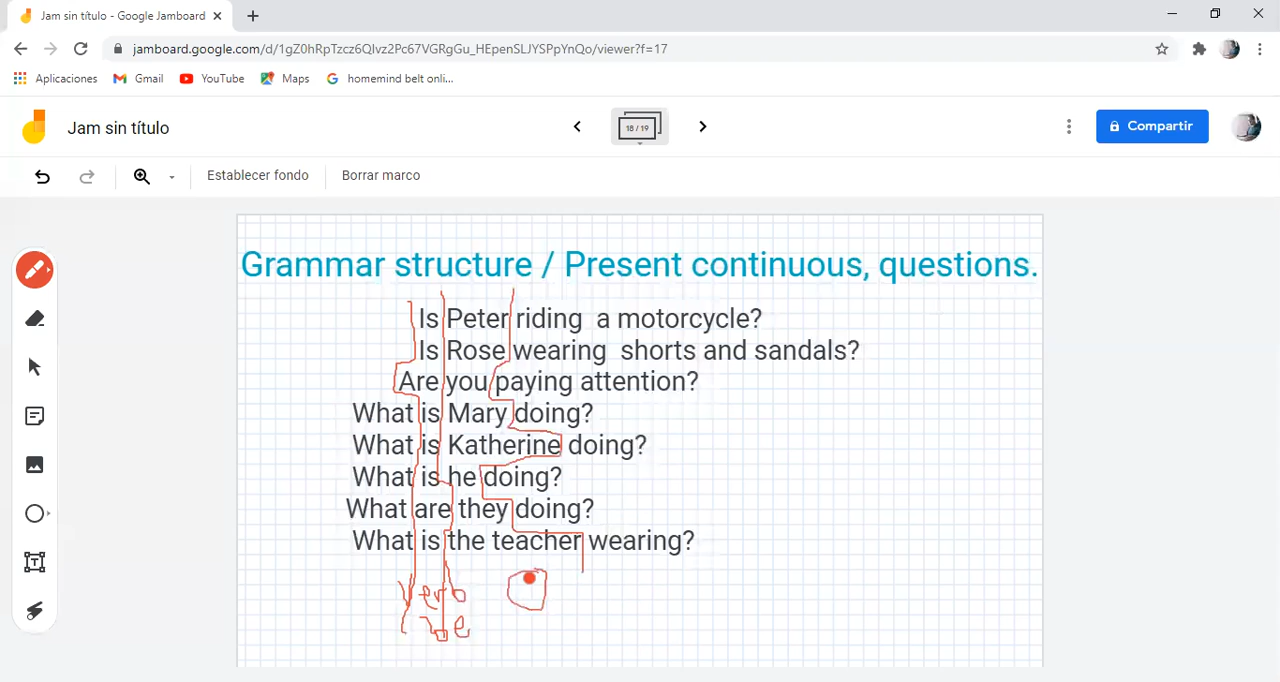 Jam sin título - Google Jamboard
jamboard.google.com/d/1gZ0hRpTzcz6QIvz2Pc67VGRgGu_HEpenSLJYSPpYnQo/viewer?f=17
Aplicaciones Gmail YouTube Maps homemind belt onli...
Jam sin título
18 / 19
Compartir
Establecer fondo Borrar marco
Grammar structure / Present continuous, questions.
Is Peter riding a motorcycle?
Is Rose wearing shorts and sandals?
Are you paying attention?
What is Mary doing?
What is Katherine doing?
What is he doing?
What are they doing?
What is the teacher wearing?
Verb